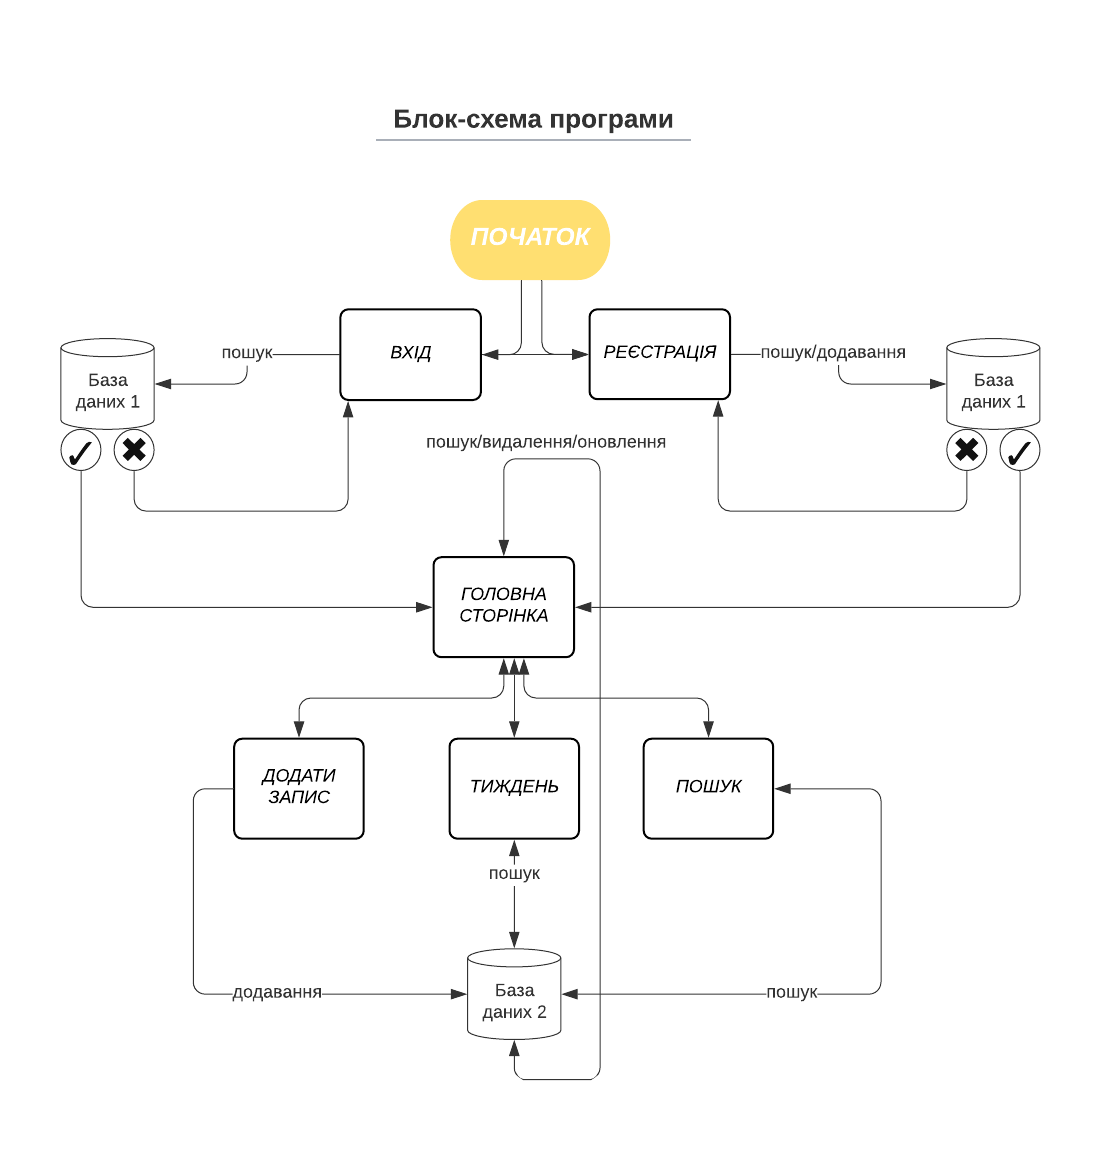 Блок-схема програми
ПОЧАТОК
ВХІД
РЕЄСТРАЦІЯ
пошук
пошук/додавання
База
даних 1
База
даних 1
пошук/видалення/оновлення
ГОЛОВНА
СТОРІНКА
ДОДАТИ
ЗАПИС
ТИЖДЕНЬ
ПОШУК
пошук
додавання
База
даних 2
пошук